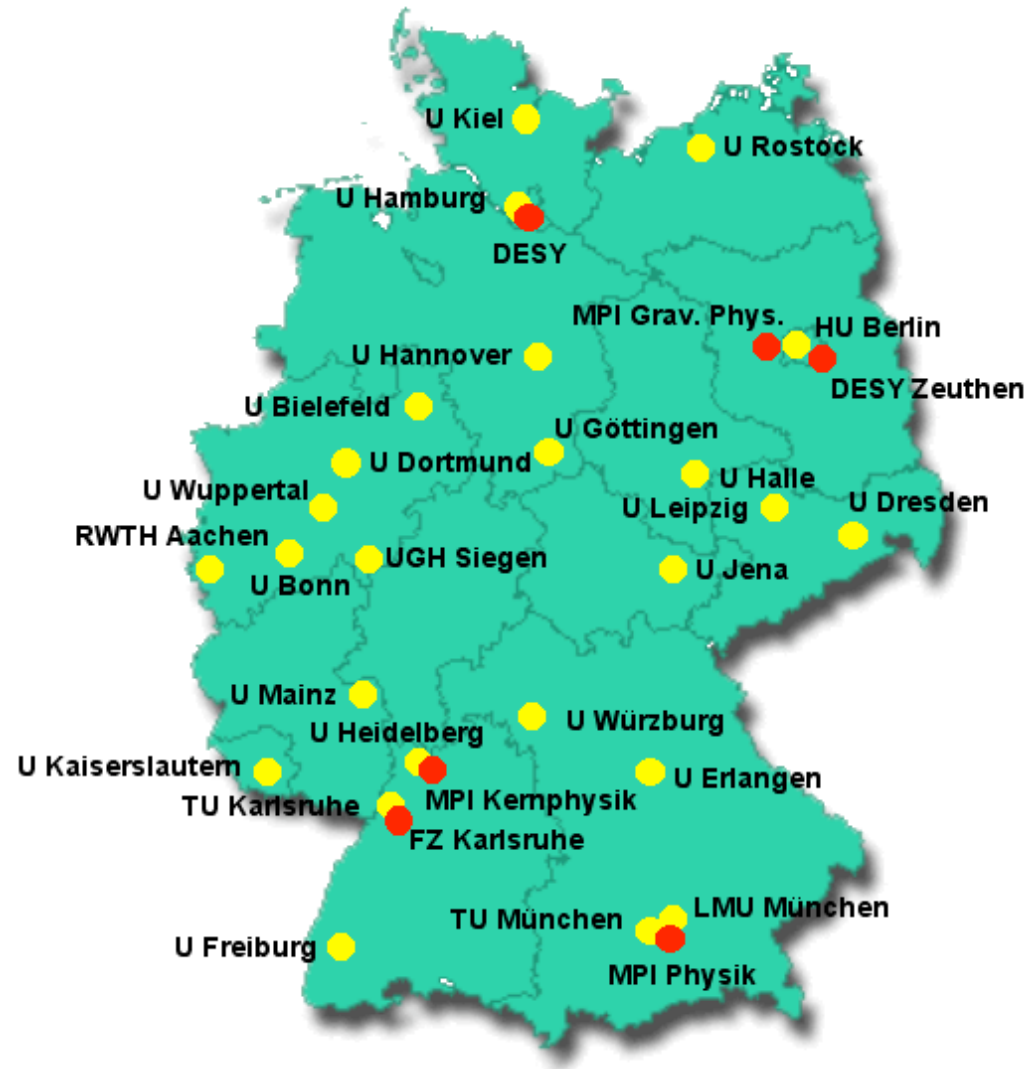 U Kiel
U Rostock
U Hamburg
DESY
MPI Grav. Phys.
HU Berlin
U Hannover
DESY Zeuthen
U Bielefeld
U Göttingen
U Dortmund
U Halle
U Wuppertal
U Leipzig
U Dresden
RWTH Aachen
UGH Siegen
U Jena
U Bonn
U Mainz
U Würzburg
U Heidelberg
U Kaiserslautern
U Erlangen
MPI Kernphysik
TU Karlsruhe
FZ Karlsruhe
LMU München
TU München
U Freiburg
MPI Physik